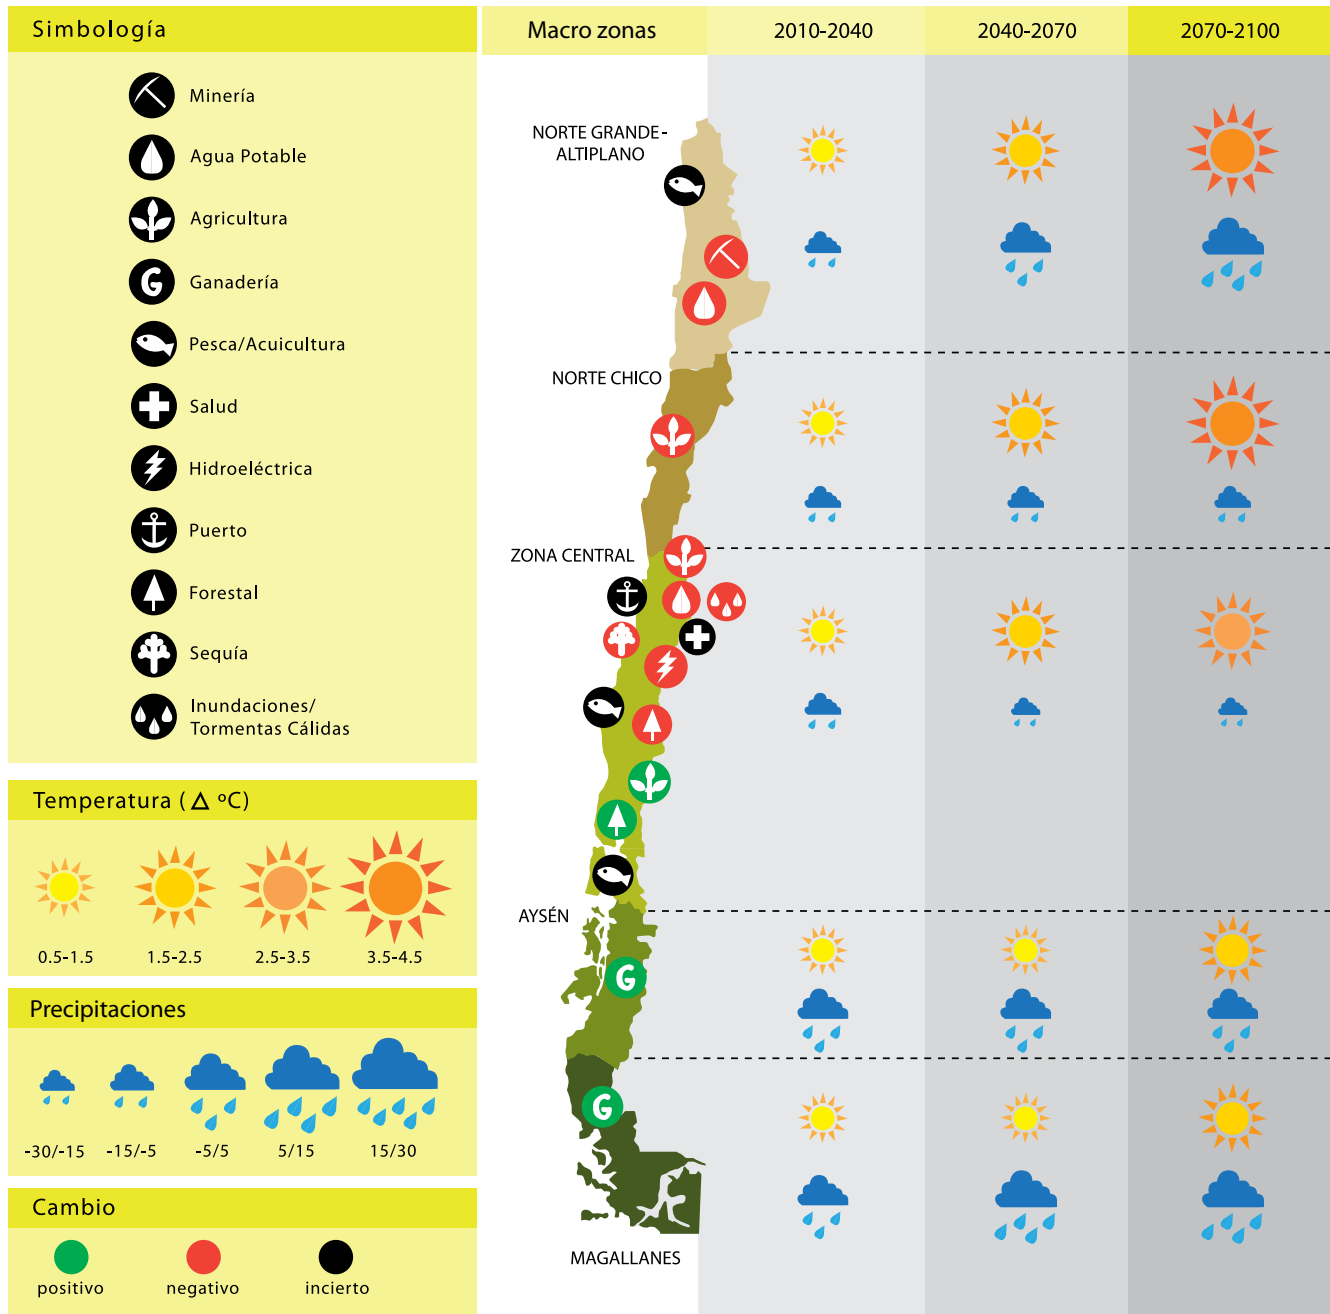 Simbología
Minería
Agua Potable
Agricultura
G
Ganadería
Pesca/Acuicultura
Salud
Hidroeléctrica
Puerto
Forestal
Sequía
Inundaciones/
Tormentas Cálidas
Temperatura ( Δ ºC)
0.5-1.5 1.5-2.5 2.5-3.5 3.5-4.5
Precipitaciones
-30/-15 -15/-5 -5/5 5/15 15/30
Cambio
positivo negativo incierto
Macro zonas 2010-2040 2040-2070 2070-2100
NORTE GRANDE-
ALTIPLANO
NORTE CHICO
ZONA CENTRAL
AYSÉN
G
G
MAGALLANES